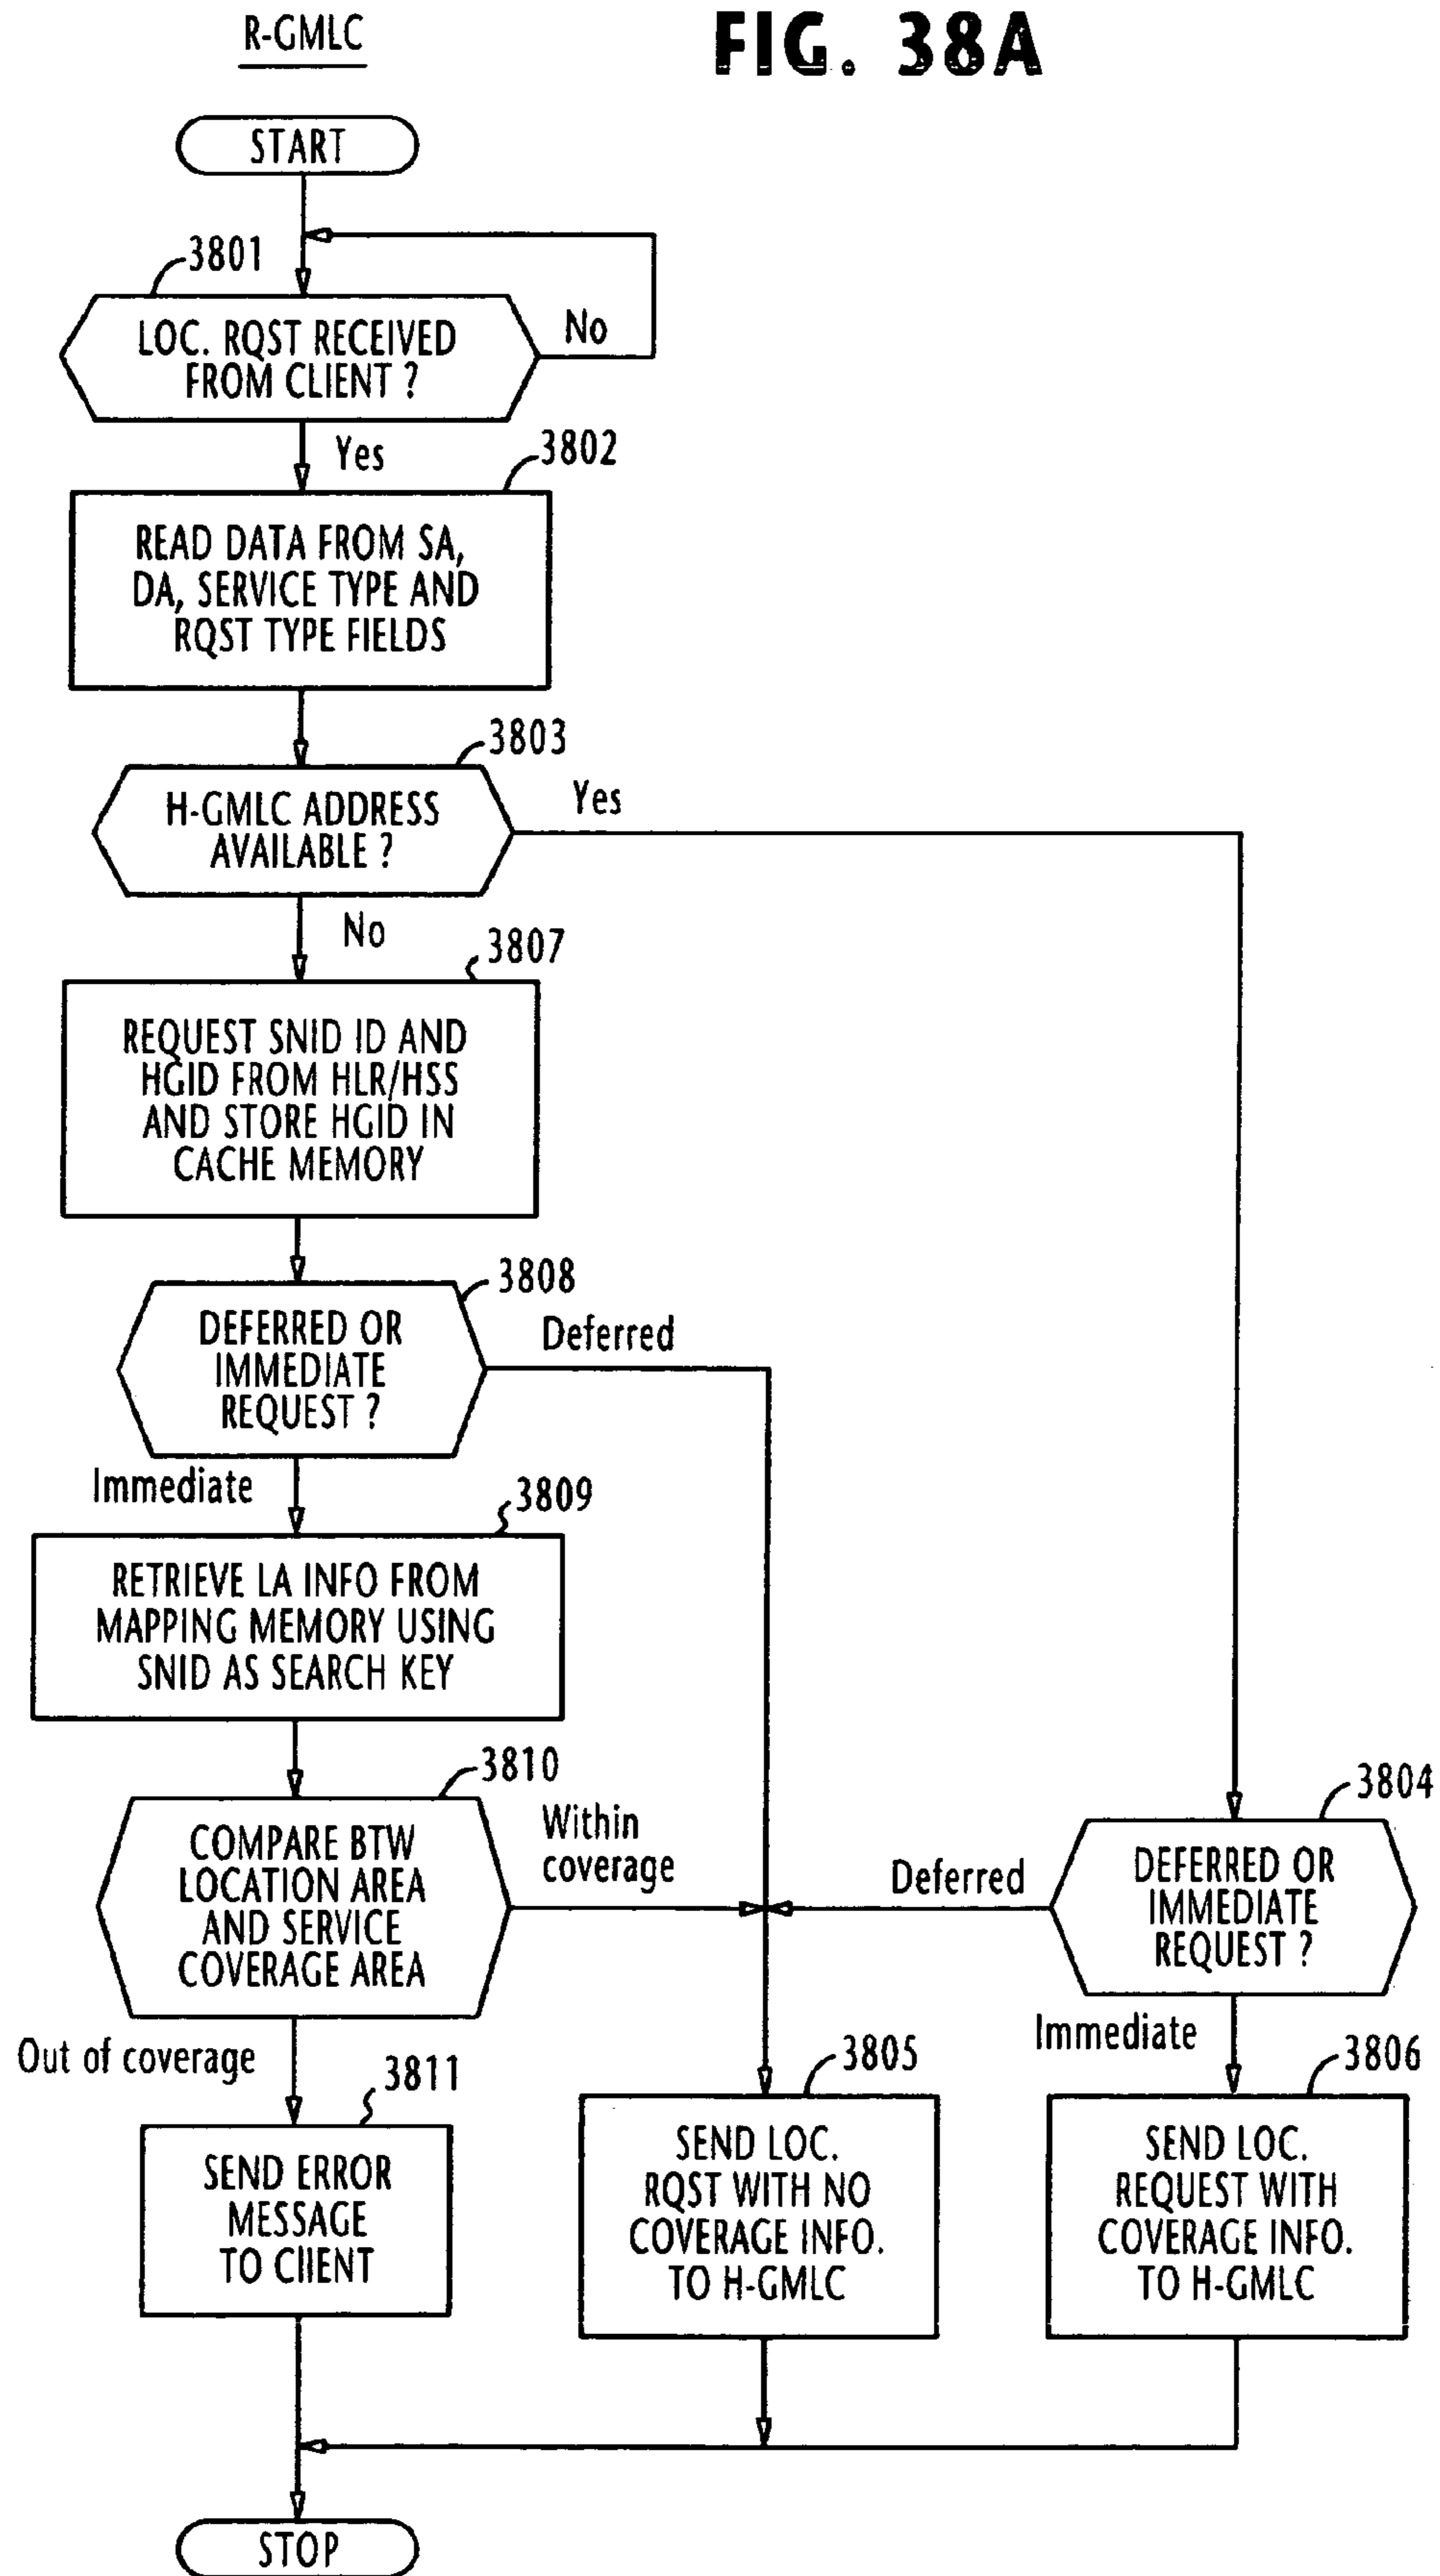 R-GMLC
FIG. 38A
START
3801
LOC. RQST RECEIVED
FROM CLIENT ?
No
Yes
3802
READ DATA FROM SA,
DA, SERVICE TYPE AND
RQST TYPE FIELDS
3803
H-GMLC ADDRESS
AVAILABLE ?
Yes
No
3807
REQUEST SNID ID AND
HGID FROM HLR/HSS
AND STORE HGID IN
CACHE MEMORY
3808
DEFERRED OR
IMMEDIATE
REQUEST ?
Deferred
Immediate
3809
RETRIEVE LA INFO FROM
MAPPING MEMORY USING
SNID AS SEARCH KEY
3810
COMPARE BTW
LOCATION AREA
AND SERVICE
COVERAGE AREA
Within
coverage
Deferred
3804
DEFERRED OR
IMMEDIATE
REQUEST ?
Out of coverage
Immediate
3811
SEND ERROR
MESSAGE
TO ClIENT
3805
SEND LOC.
RQST WITH NO
COVERAGE INFO.
TO H-GMLC
3806
SEND LOC.
REQUEST WITH
COVERAGE INFO.
TO H-GMLC
STOP